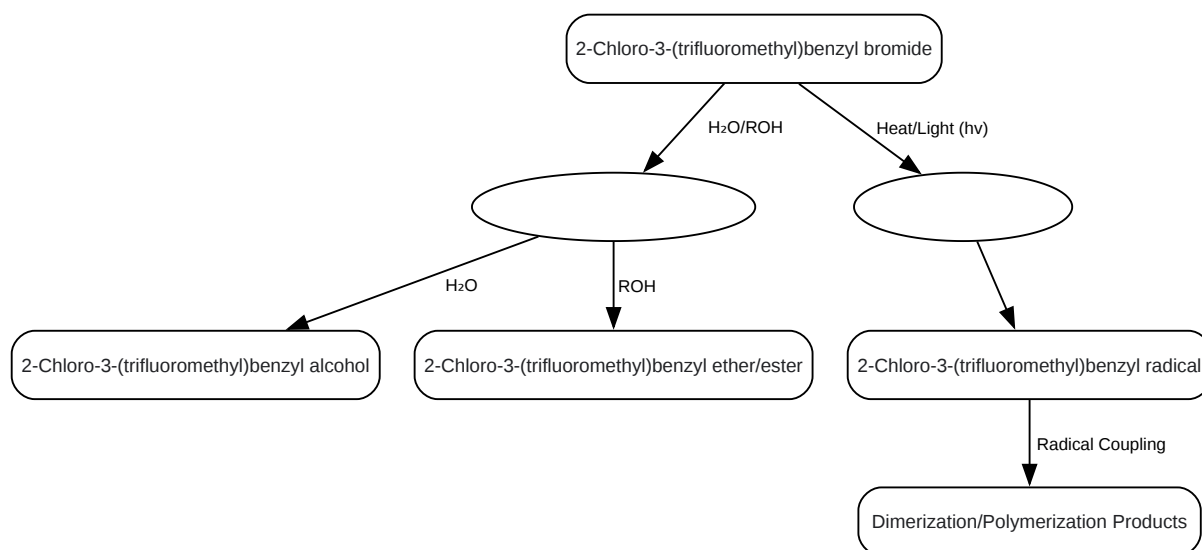 2-Chloro-3-(trifluoromethyl)benzyl bromide
H₂O/ROH
Heat/Light (hv)
H₂O
ROH
2-Chloro-3-(trifluoromethyl)benzyl alcohol
2-Chloro-3-(trifluoromethyl)benzyl ether/ester
2-Chloro-3-(trifluoromethyl)benzyl radical
Radical Coupling
Dimerization/Polymerization Products